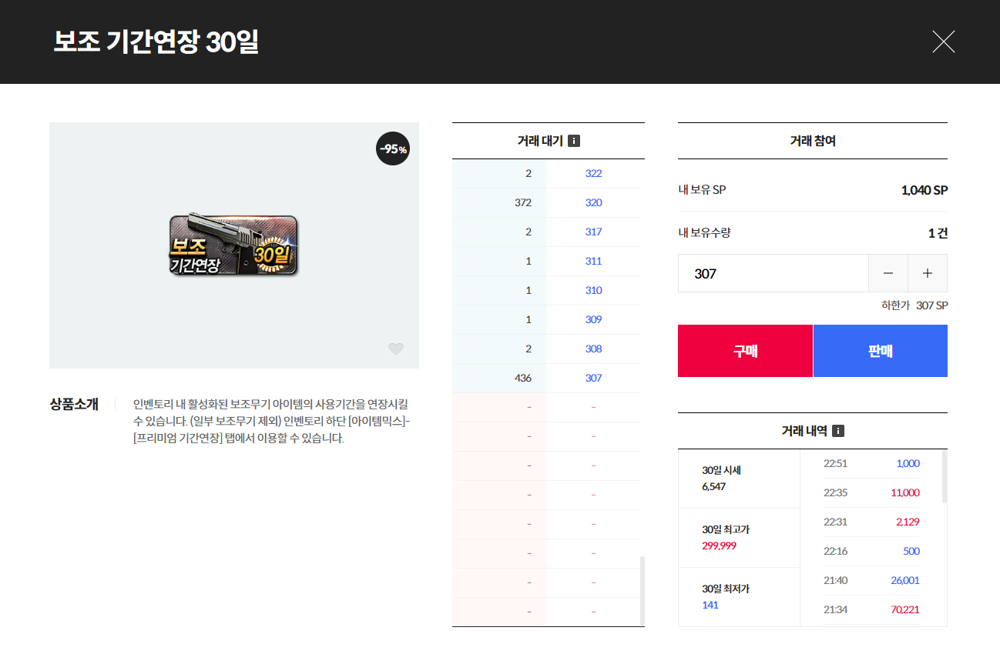 보조 기간연장 30일
-95%
보조
기간연장
30일
상품소개
인벤토리 내 활성화된 보조무기 아이템의 사용기간을 연장시킬
수 있습니다. (일부 보조무기 제외) 인벤토리 하단 [아이템믹스]-
[프리미엄 기간연장] 탭에서 이용할 수 있습니다.
거래 대기 i
2 322
372 320
2 317
1 311
1 310
1 309
2 308
436 307
- -
- -
- -
- -
- -
- -
- -
- -
거래 참여
내 보유 SP 1,040 SP
내 보유수량 1 건
307 − +
하한가 307 SP
구매 판매
거래 내역 i
30일 시세
6,547
30일 최고가
299,999
30일 최저가
141
22:51 1,000
22:35 11,000
22:31 2,129
22:16 500
21:40 26,001
21:34 70,221